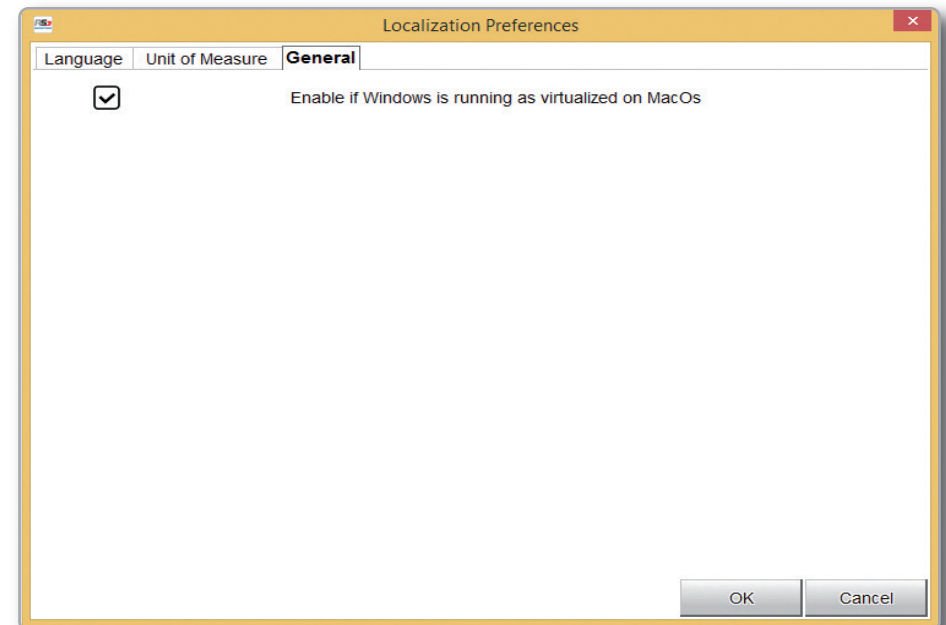 Localization Preferences
Language Unit of Measure General
Enable if Windows is running as virtualized on MacOs
OK Cancel